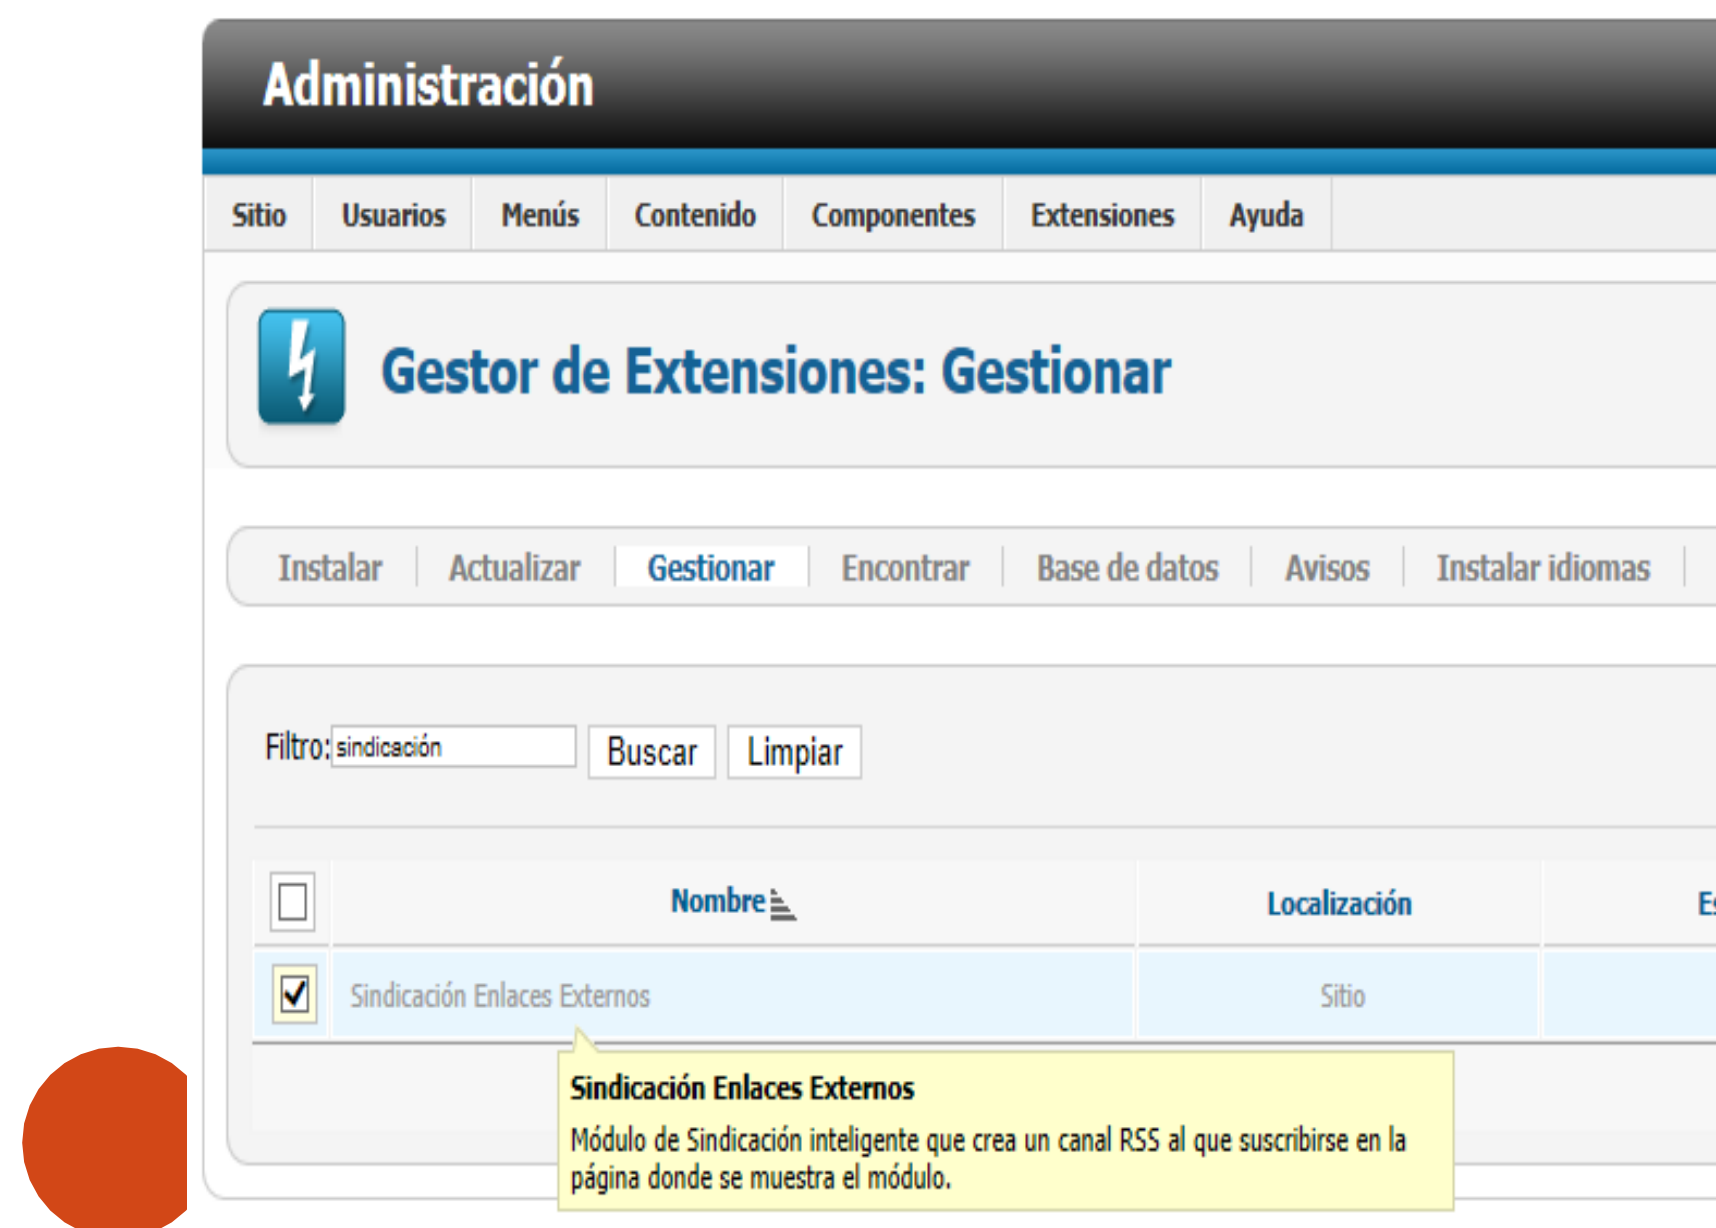 Administración
Sitio Usuarios Menús Contenido Componentes Extensiones Ayuda
Gestor de Extensiones: Gestionar
Instalar Actualizar Gestionar Encontrar Base de datos Avisos Instalar idiomas
Filtro: sindicación Buscar Limpiar
Nombre Localización
Sindicación Enlaces Externos Sitio
Sindicación Enlaces Externos
Módulo de Sindicación inteligente que crea un canal RSS al que suscribirse en la
página donde se muestra el módulo.